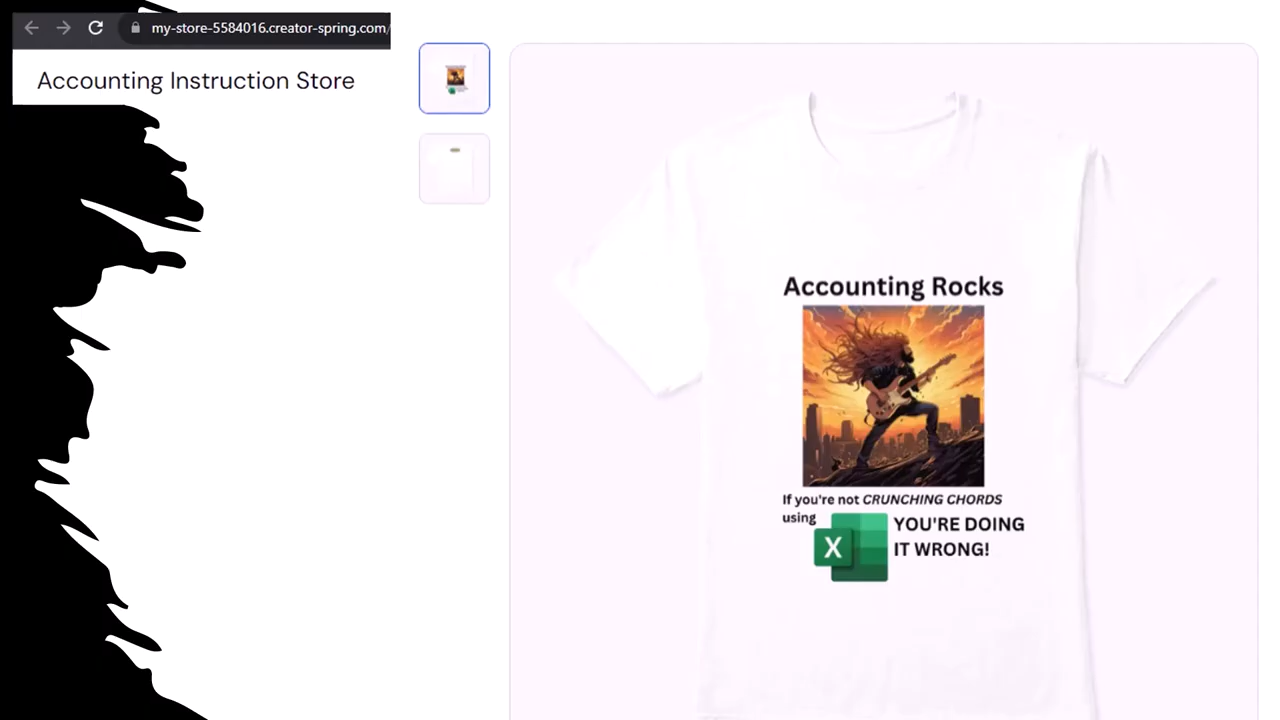 my-store-5584016.creator-spring.com/
Accounting Instruction Store
Accounting Rocks
If you're not CRUNCHING CHORDS
using
X
YOU'RE DOING
IT WRONG!